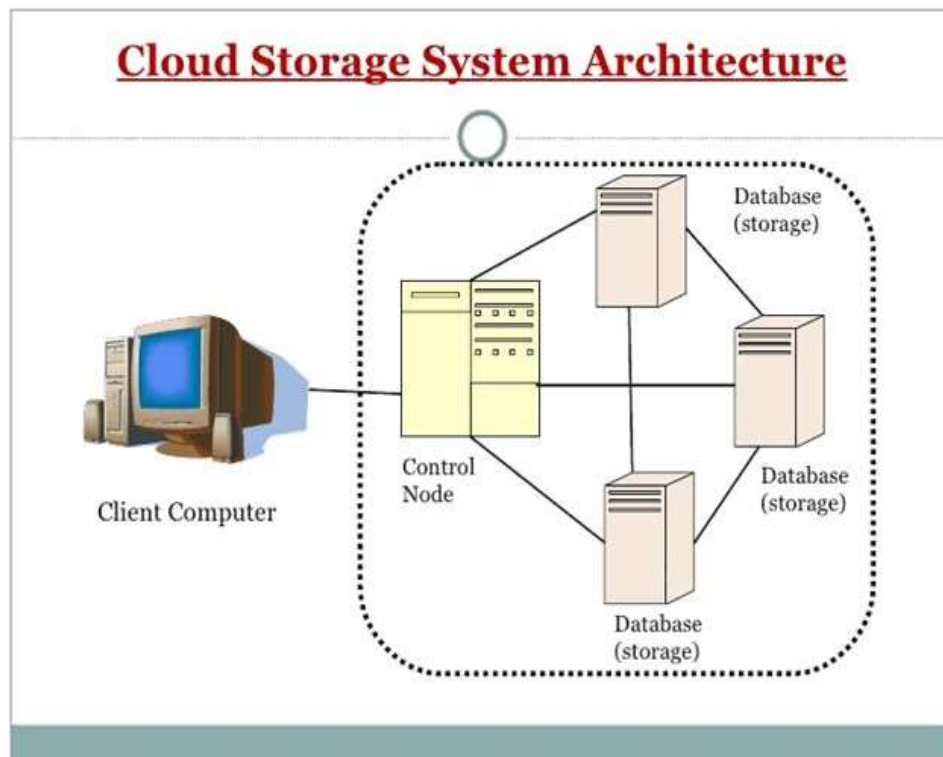 Cloud Storage System Architecture
Database
(storage)
Control
Node
Database
(storage)
Client Computer
Database
(storage)